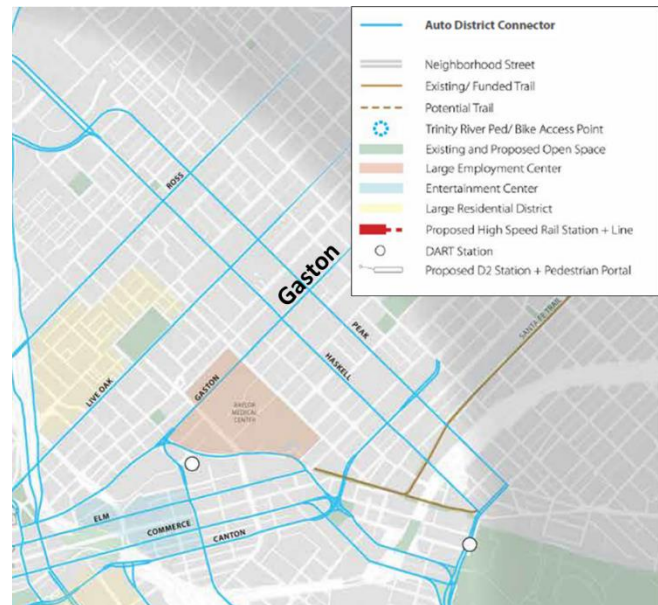 Auto District Connector
Neighborhood Street
Existing/ Funded Trail
Potential Trail
Trinity River Ped/ Bike Access Point
Existing and Proposed Open Space
Large Employment Center
Entertainment Center
Large Residential District
Proposed High Speed Rail Station + Line
DART Station
Proposed D2 Station + Pedestrian Portal
ROSS
Gaston
PEAK
SANTA FE TRAIL
HASKELL
LIVE OAK
GASTON
BAYLOR
MEDICAL
CENTER
ELM
COMMERCE
CANTON